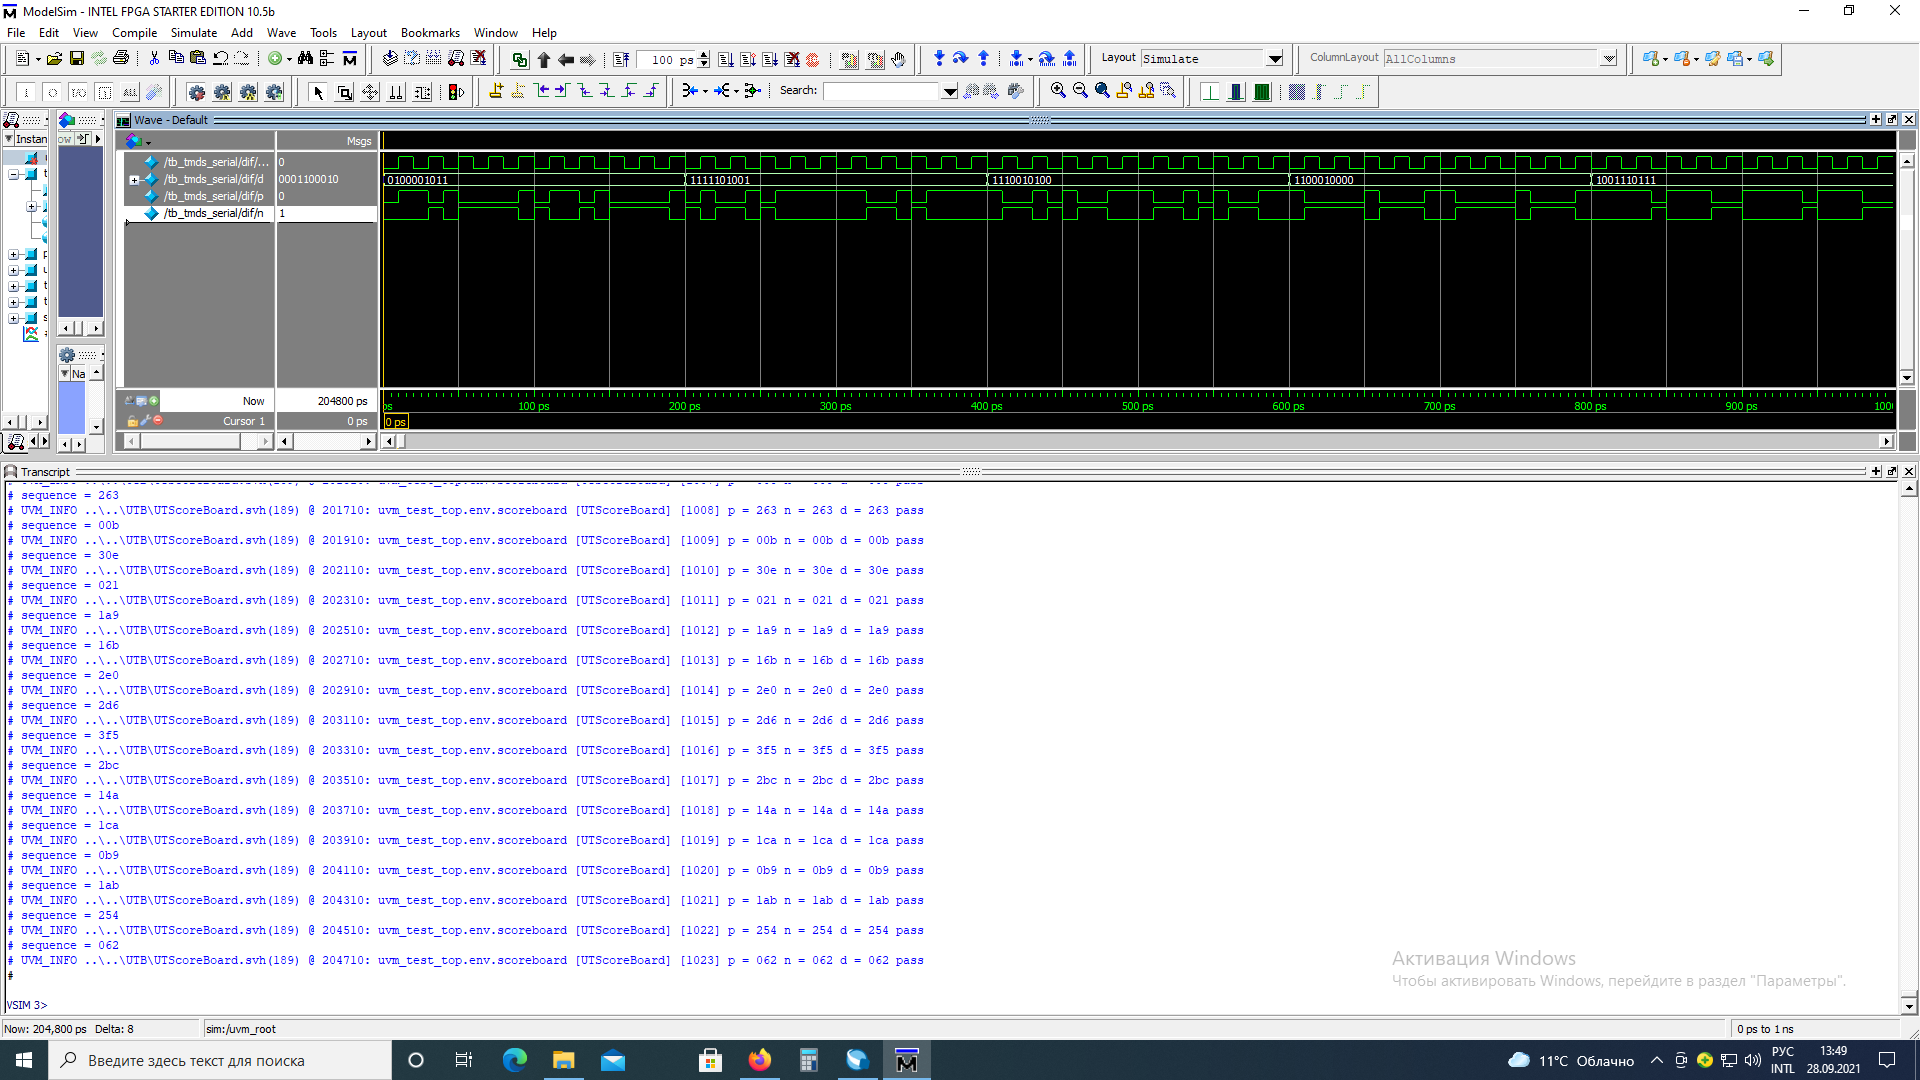 ModelSim - INTEL FPGA STARTER EDITION 10.5b
File Edit View Compile Simulate Add Wave Tools Layout Bookmarks Window Help
100 ps
Layout Simulate
ColumnLayout AllColumns
Search:
Instan
Na
Wave - Default
Msgs
/tb_tmds_serial/dif/... 0
/tb_tmds_serial/dif/d 0001100010
/tb_tmds_serial/dif/p 0
/tb_tmds_serial/dif/n 1
0100001011 1111101001 1110010100 1100010000 1001110111
Now 204800 ps
Cursor 1 0 ps
ps 100 ps 200 ps 300 ps 400 ps 500 ps 600 ps 700 ps 800 ps 900 ps 100
0 ps
Transcript
# sequence = 263
# UVM_INFO ..\..\UTB\UTScoreBoard.svh(189) @ 201710: uvm_test_top.env.scoreboard [UTScoreBoard] [1008] p = 263 n = 263 d = 263 pass
# sequence = 00b
# UVM_INFO ..\..\UTB\UTScoreBoard.svh(189) @ 201910: uvm_test_top.env.scoreboard [UTScoreBoard] [1009] p = 00b n = 00b d = 00b pass
# sequence = 30e
# UVM_INFO ..\..\UTB\UTScoreBoard.svh(189) @ 202110: uvm_test_top.env.scoreboard [UTScoreBoard] [1010] p = 30e n = 30e d = 30e pass
# sequence = 021
# UVM_INFO ..\..\UTB\UTScoreBoard.svh(189) @ 202310: uvm_test_top.env.scoreboard [UTScoreBoard] [1011] p = 021 n = 021 d = 021 pass
# sequence = 1a9
# UVM_INFO ..\..\UTB\UTScoreBoard.svh(189) @ 202510: uvm_test_top.env.scoreboard [UTScoreBoard] [1012] p = 1a9 n = 1a9 d = 1a9 pass
# sequence = 16b
# UVM_INFO ..\..\UTB\UTScoreBoard.svh(189) @ 202710: uvm_test_top.env.scoreboard [UTScoreBoard] [1013] p = 16b n = 16b d = 16b pass
# sequence = 2e0
# UVM_INFO ..\..\UTB\UTScoreBoard.svh(189) @ 202910: uvm_test_top.env.scoreboard [UTScoreBoard] [1014] p = 2e0 n = 2e0 d = 2e0 pass
# sequence = 2d6
# UVM_INFO ..\..\UTB\UTScoreBoard.svh(189) @ 203110: uvm_test_top.env.scoreboard [UTScoreBoard] [1015] p = 2d6 n = 2d6 d = 2d6 pass
# sequence = 3f5
# UVM_INFO ..\..\UTB\UTScoreBoard.svh(189) @ 203310: uvm_test_top.env.scoreboard [UTScoreBoard] [1016] p = 3f5 n = 3f5 d = 3f5 pass
# sequence = 2bc
# UVM_INFO ..\..\UTB\UTScoreBoard.svh(189) @ 203510: uvm_test_top.env.scoreboard [UTScoreBoard] [1017] p = 2bc n = 2bc d = 2bc pass
# sequence = 14a
# UVM_INFO ..\..\UTB\UTScoreBoard.svh(189) @ 203710: uvm_test_top.env.scoreboard [UTScoreBoard] [1018] p = 14a n = 14a d = 14a pass
# sequence = 1ca
# UVM_INFO ..\..\UTB\UTScoreBoard.svh(189) @ 203910: uvm_test_top.env.scoreboard [UTScoreBoard] [1019] p = 1ca n = 1ca d = 1ca pass
# sequence = 0b9
# UVM_INFO ..\..\UTB\UTScoreBoard.svh(189) @ 204110: uvm_test_top.env.scoreboard [UTScoreBoard] [1020] p = 0b9 n = 0b9 d = 0b9 pass
# sequence = 1ab
# UVM_INFO ..\..\UTB\UTScoreBoard.svh(189) @ 204310: uvm_test_top.env.scoreboard [UTScoreBoard] [1021] p = 1ab n = 1ab d = 1ab pass
# sequence = 254
# UVM_INFO ..\..\UTB\UTScoreBoard.svh(189) @ 204510: uvm_test_top.env.scoreboard [UTScoreBoard] [1022] p = 254 n = 254 d = 254 pass
# sequence = 062
# UVM_INFO ..\..\UTB\UTScoreBoard.svh(189) @ 204710: uvm_test_top.env.scoreboard [UTScoreBoard] [1023] p = 062 n = 062 d = 062 pass
#
VSIM 3>
Активация Windows
Чтобы активировать Windows, перейдите в раздел "Параметры".
Now: 204,800 ps Delta: 8 sim:/uvm_root 0 ps to 1 ns
Введите здесь текст для поиска
11°C Облачно
РУС
INTL
13:49
28.09.2021